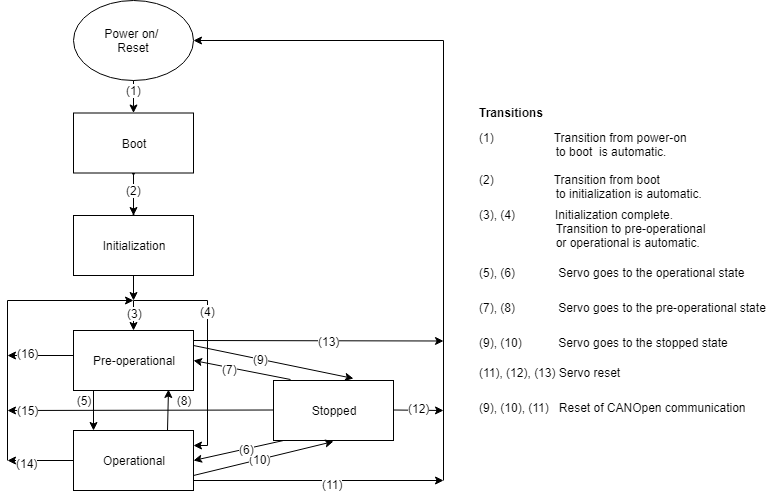 Power on/
Reset
(1)
Boot
(2)
Initialization
(3)
(4)
Pre-operational
(16)
(13)
(9)
(7)
(5)
(8)
(15)
Stopped
(12)
Operational
(14)
(6)
(10)
(11)
Transitions
(1) Transition from power-on
to boot is automatic.
(2) Transition from boot
to initialization is automatic.
(3), (4) Initialization complete.
Transition to pre-operational
or operational is automatic.
(5), (6) Servo goes to the operational state
(7), (8) Servo goes to the pre-operational state
(9), (10) Servo goes to the stopped state
(11), (12), (13) Servo reset
(9), (10), (11) Reset of CANOpen communication